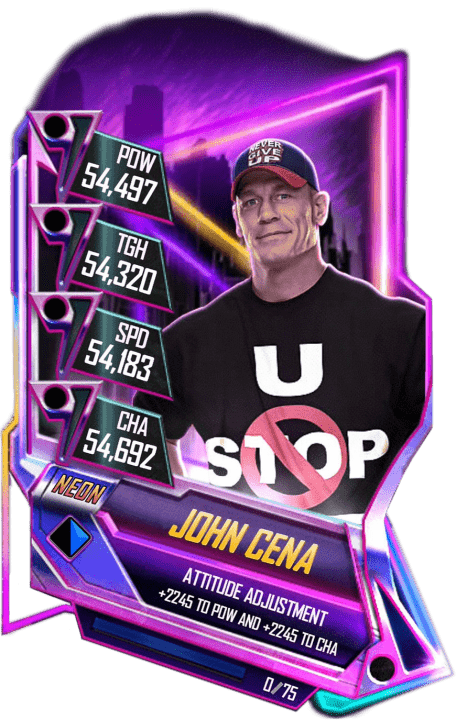 POW
54,497
TGH
54,320
SPD
54,183
CHA
54,692
NEVER
GIVE
UP
U
STOP
NEON
JOHN CENA
ATTITUDE ADJUSTMENT
+2245 TO POW AND +2245 TO CHA
0/75